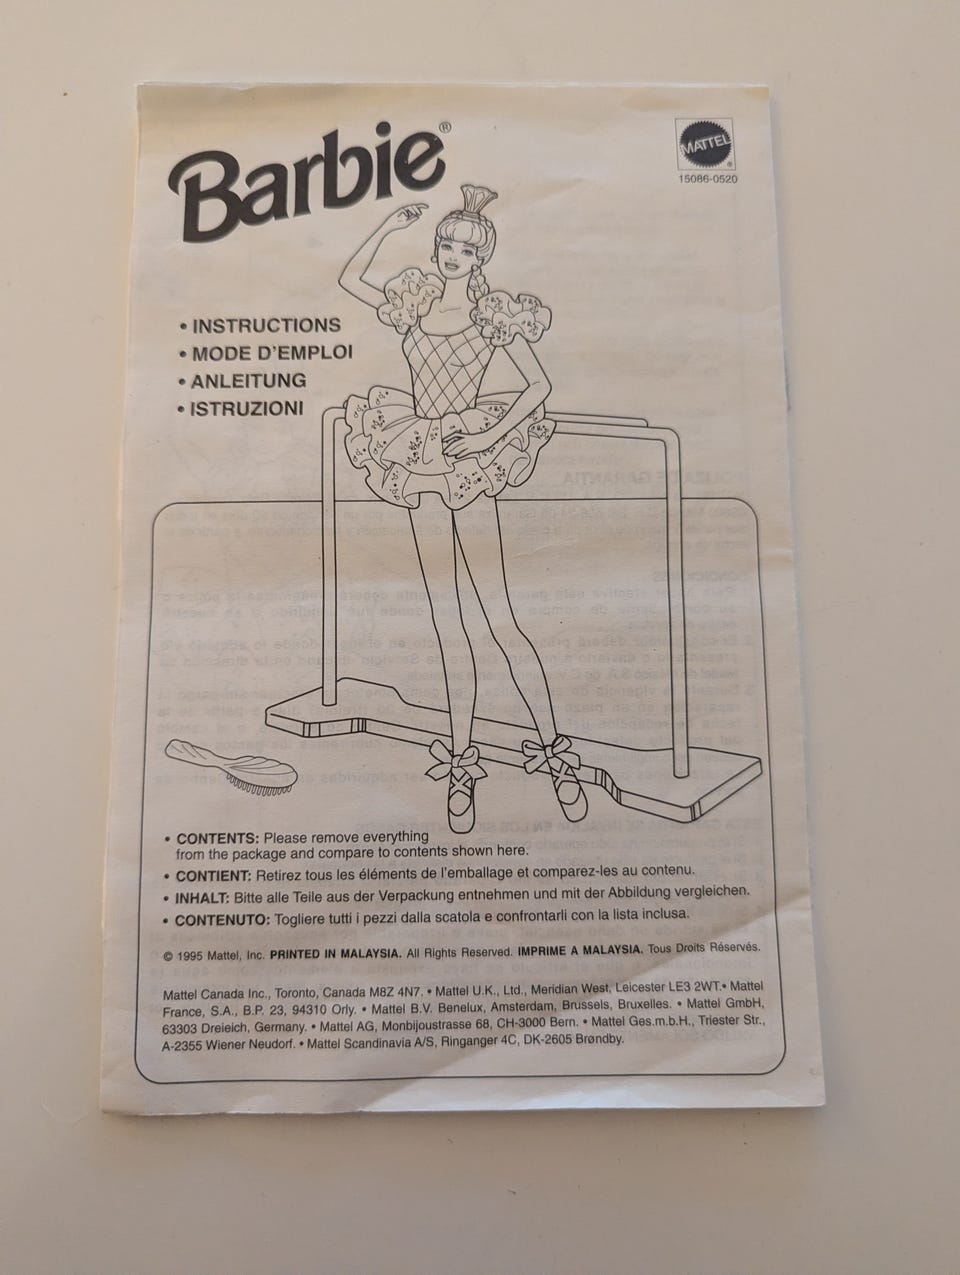 Barbie®
MATTEL®
15086-0520
• INSTRUCTIONS
• MODE D'EMPLOI
• ANLEITUNG
• ISTRUZIONI
• CONTENTS: Please remove everything
from the package and compare to contents shown here.
• CONTIENT: Retirez tous les éléments de l'emballage et comparez-les au contenu.
• INHALT: Bitte alle Teile aus der Verpackung entnehmen und mit der Abbildung vergleichen.
• CONTENUTO: Togliere tutti i pezzi dalla scatola e confrontarli con la lista inclusa.
© 1995 Mattel, Inc. PRINTED IN MALAYSIA. All Rights Reserved. IMPRIME A MALAYSIA. Tous Droits Réservés.
Mattel Canada Inc., Toronto, Canada M8Z 4N7. • Mattel U.K., Ltd., Meridian West, Leicester LE3 2WT.• Mattel
France, S.A., B.P. 23, 94310 Orly. • Mattel B.V. Benelux, Amsterdam, Brussels, Bruxelles. • Mattel GmbH,
63303 Dreieich, Germany. • Mattel AG, Monbijoustrasse 68, CH-3000 Bern. • Mattel Ges.m.b.H., Triester Str.,
A-2355 Wiener Neudorf. • Mattel Scandinavia A/S, Ringager 4C, DK-2605 Brøndby.